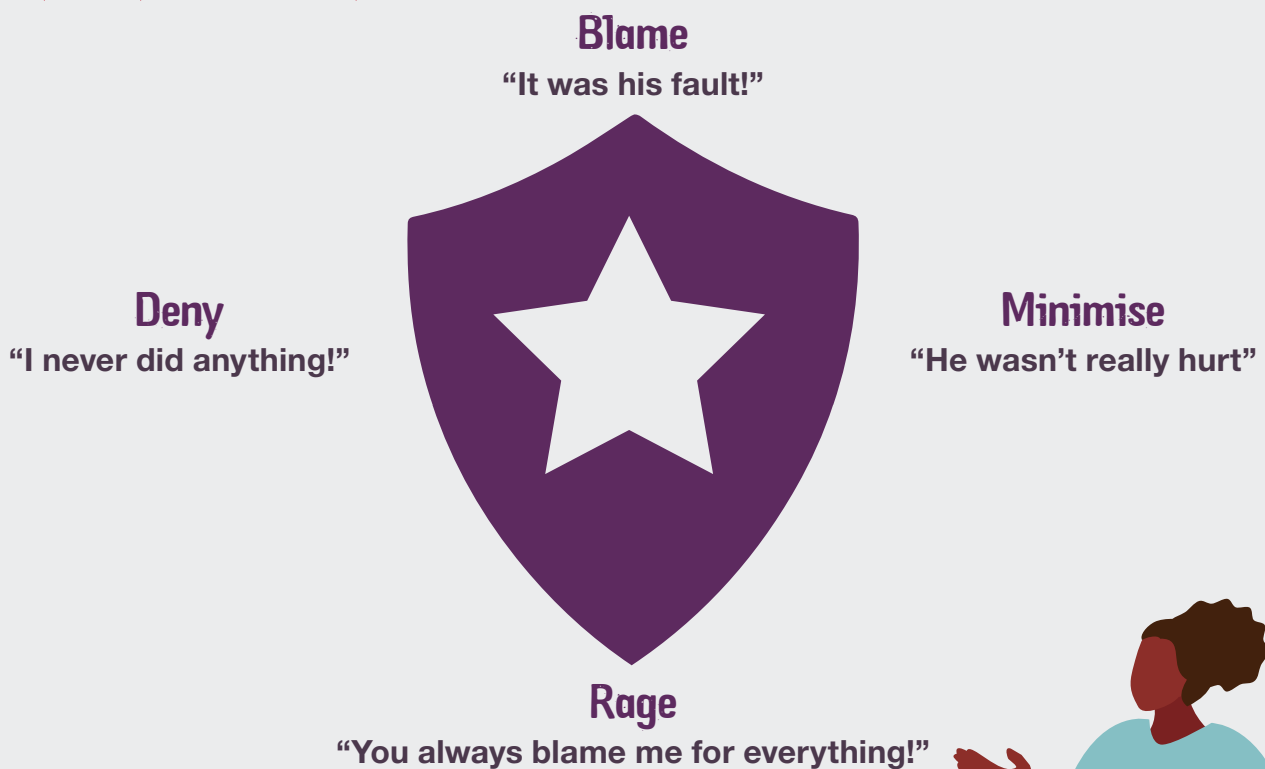 Blame
“It was his fault!”
Deny
“I never did anything!”
Minimise
“He wasn’t really hurt”
Rage
“You always blame me for everything!”